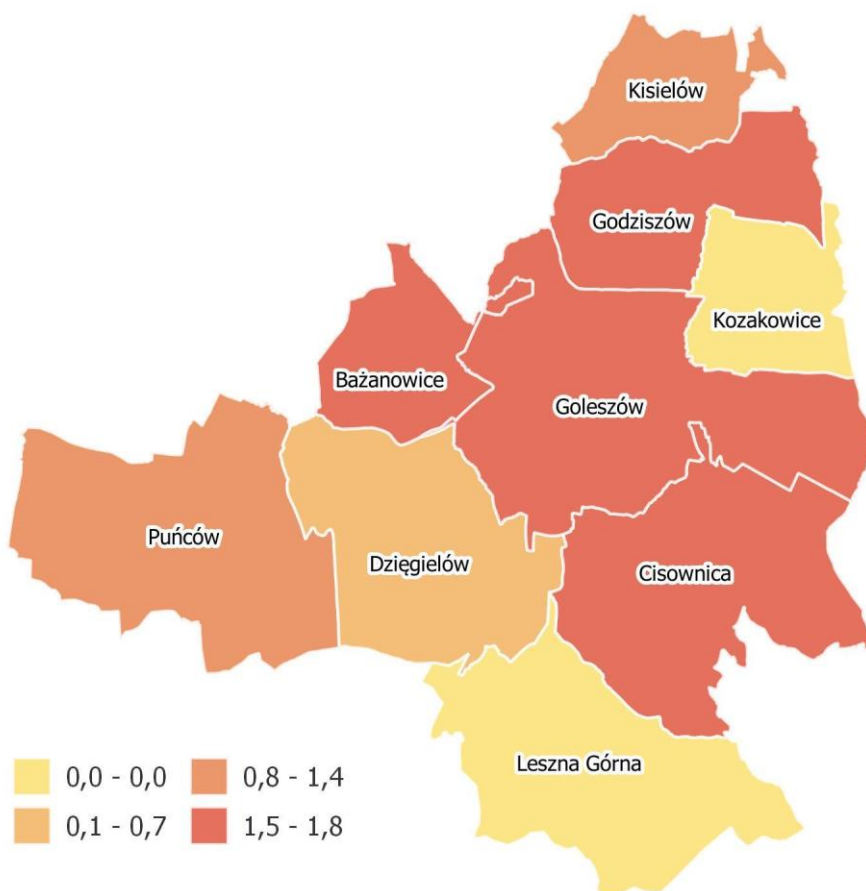 Kisielów
Godziszów
Kozakowice
Bażanowice
Goleszów
Puńców
Dzięgielów
Cisownica
Leszna Górna
0,0 - 0,0
0,8 - 1,4
0,1 - 0,7
1,5 - 1,8